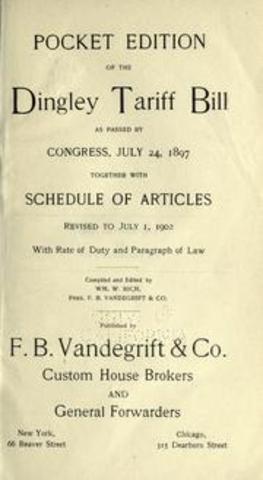 POCKET EDITION
OF THE
Dingley Tariff Bill
AS PASSED BY
CONGRESS, JULY 24, 1897
TOGETHER WITH
SCHEDULE OF ARTICLES
REVISED TO JULY 1, 1902
With Rate of Duty and Paragraph of Law
Compiled and Edited by
WM. W. RICH,
PRES. F. B. VANDEGRIFT & CO.
Published by
F. B. Vandegrift & Co.
Custom House Brokers
AND
General Forwarders
New York,
66 Beaver Street
Chicago,
315 Dearborn Street